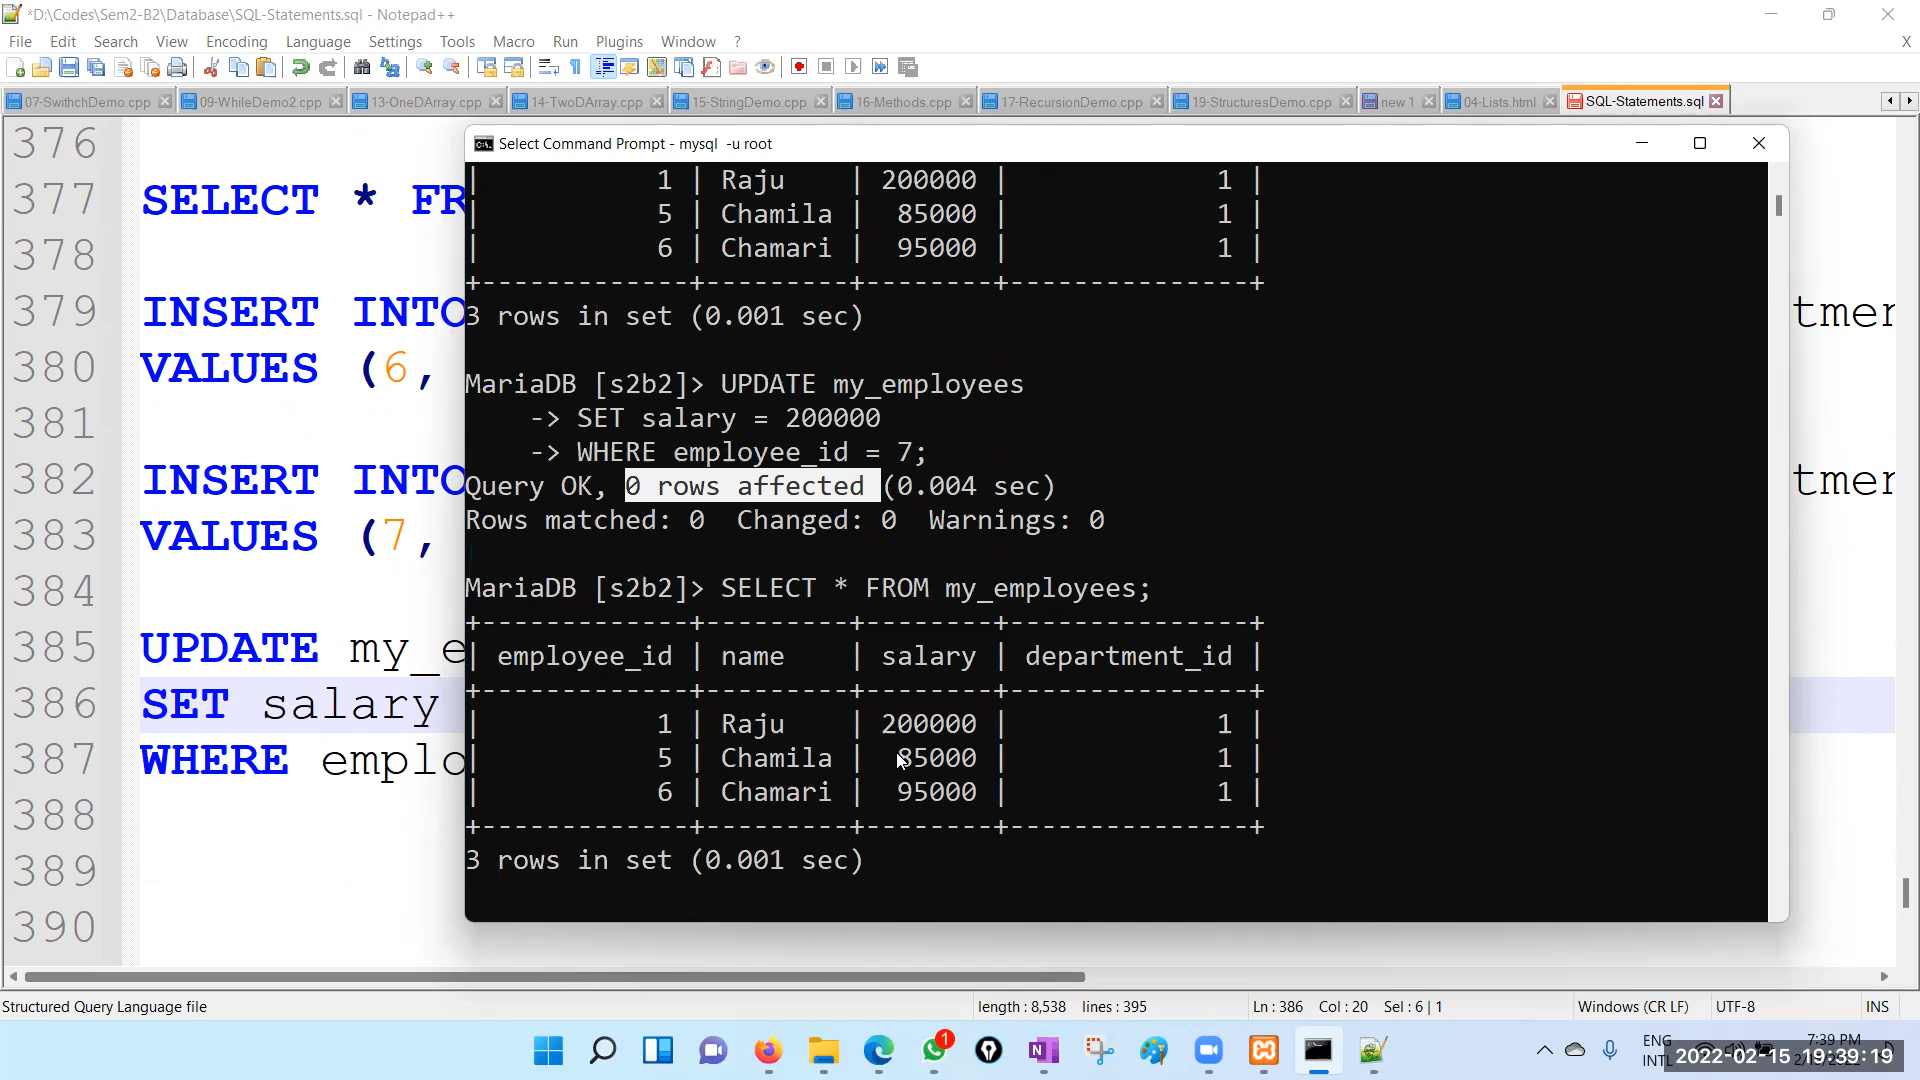 *D:\Codes\Sem2-B2\Database\SQL-Statements.sql - Notepad++
File Edit Search View Encoding Language Settings Tools Macro Run Plugins Window ? X
07-SwithchDemo.cpp 09-WhileDemo2.cpp 13-OneDArray.cpp 14-TwoDArray.cpp 15-StringDemo.cpp 16-Methods.cpp 17-RecursionDemo.cpp 19-StructuresDemo.cpp new 1 04-Lists.html SQL-Statements.sql
Select Command Prompt - mysql -u root
376
377 SELECT * FR
378
379 INSERT INTO tmer
380 VALUES (6,
381
382 INSERT INTO tmer
383 VALUES (7,
384
385 UPDATE my_e
386 SET salary
387 WHERE emplo
388
389
390
| 1 | Raju | 200000 | 1 |
| 5 | Chamila | 85000 | 1 |
| 6 | Chamari | 95000 | 1 |
+-------------+---------+--------+---------------+
3 rows in set (0.001 sec)
MariaDB [s2b2]> UPDATE my_employees
-> SET salary = 200000
-> WHERE employee_id = 7;
Query OK, 0 rows affected (0.004 sec)
Rows matched: 0 Changed: 0 Warnings: 0
MariaDB [s2b2]> SELECT * FROM my_employees;
+-------------+---------+--------+---------------+
| employee_id | name | salary | department_id |
+-------------+---------+--------+---------------+
| 1 | Raju | 200000 | 1 |
| 5 | Chamila | 85000 | 1 |
| 6 | Chamari | 95000 | 1 |
+-------------+---------+--------+---------------+
3 rows in set (0.001 sec)
Structured Query Language file length : 8,538 lines : 395 Ln : 386 Col : 20 Sel : 6 | 1 Windows (CR LF) UTF-8 INS
1
ENG
INTL
7:39 PM
2022-02-15 19:39:19